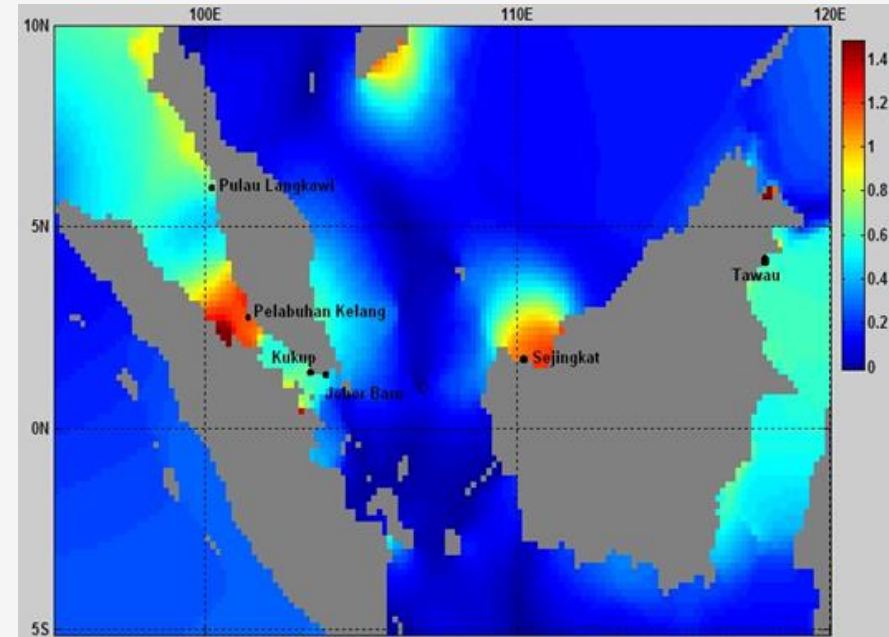 100E 110E 120E
10N
5N
0N
5S
Pulau Langkawi
Pelabuhan Kelang
Kukup
Johor Baru
Sejingkat
Tawau
1.4
1.2
1
0.8
0.6
0.4
0.2
0